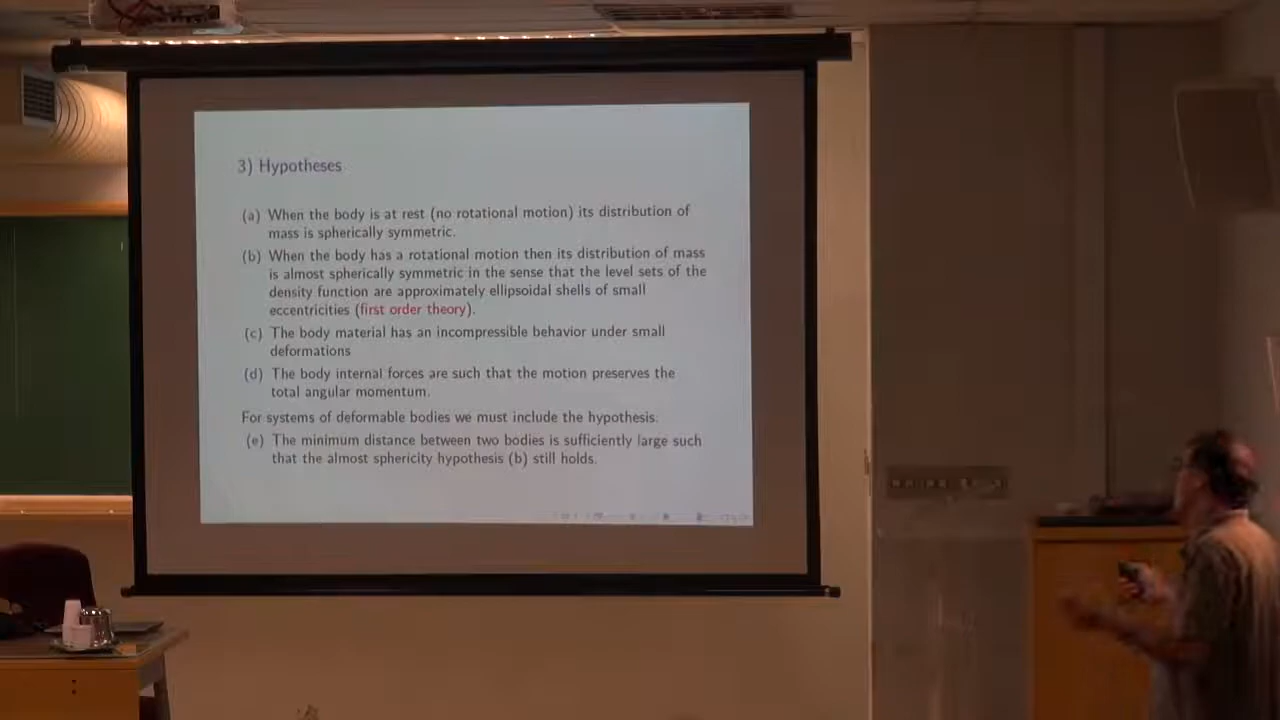 3) Hypotheses
(a) When the body is at rest (no rotational motion) its distribution of
mass is spherically symmetric.
(b) When the body has a rotational motion then its distribution of mass
is almost spherically symmetric in the sense that the level sets of the
density function are approximately ellipsoidal shells of small
eccentricities (first order theory).
(c) The body material has an incompressible behavior under small
deformations
(d) The body internal forces are such that the motion preserves the
total angular momentum.
For systems of deformable bodies we must include the hypothesis.
(e) The minimum distance between two bodies is sufficiently large such
that the almost sphericity hypothesis (b) still holds.